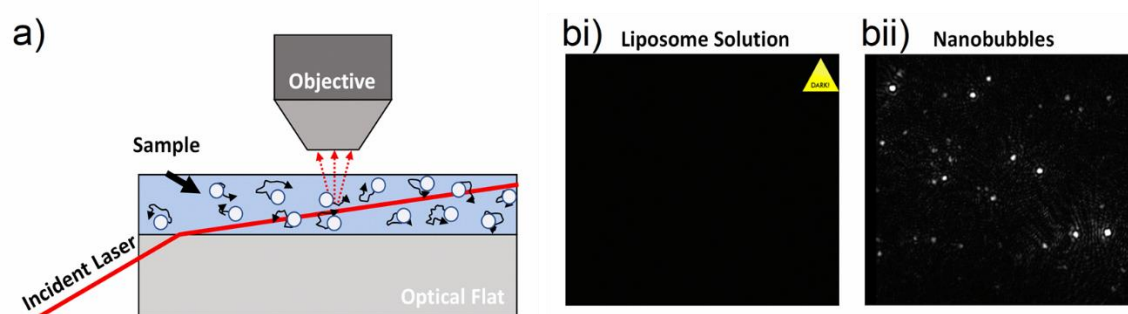 a)
Objective
Sample
Incident Laser
Optical Flat
bi)
Liposome Solution
DARK!
bii)
Nanobubbles